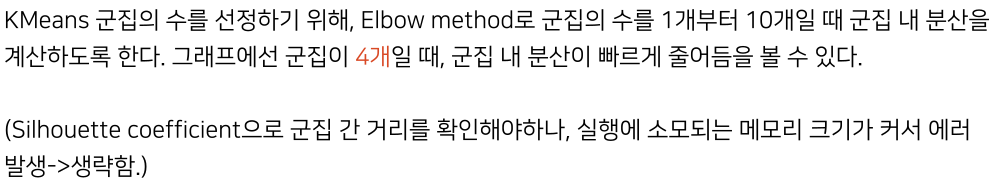 KMeans 군집의 수를 선정하기 위해, Elbow method로 군집의 수를 1개부터 10개일 때 군집 내 분산을
계산하도록 한다. 그래프에선 군집이 4개일 때, 군집 내 분산이 빠르게 줄어듬을 볼 수 있다.
(Silhouette coefficient으로 군집 간 거리를 확인해야하나, 실행에 소모되는 메모리 크기가 커서 에러
발생->생략함.)